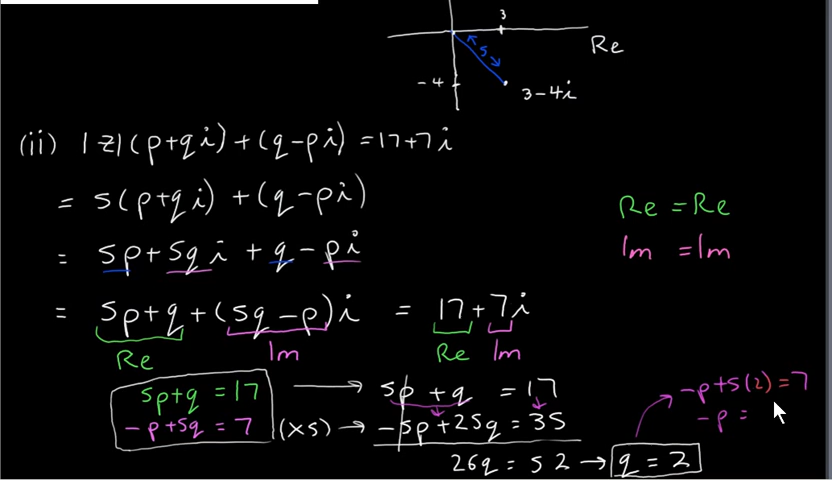 3
Re
5
-4
3-4i
(ii) |z|(p+qi)+(q-pi)=17+7i
= 5(p+qi)+(q-pi)
Re = Re
= 5p+5qi+q-pi
Im = Im
= 5p+q+(5q-p)i = 17+7i
Re Im Re Im
5p+q=17 → 5p+q=17
-p+5q=7 (x5) → -5p+25q=35
-p+5(2)=7
-p=
26q=52 → q=2